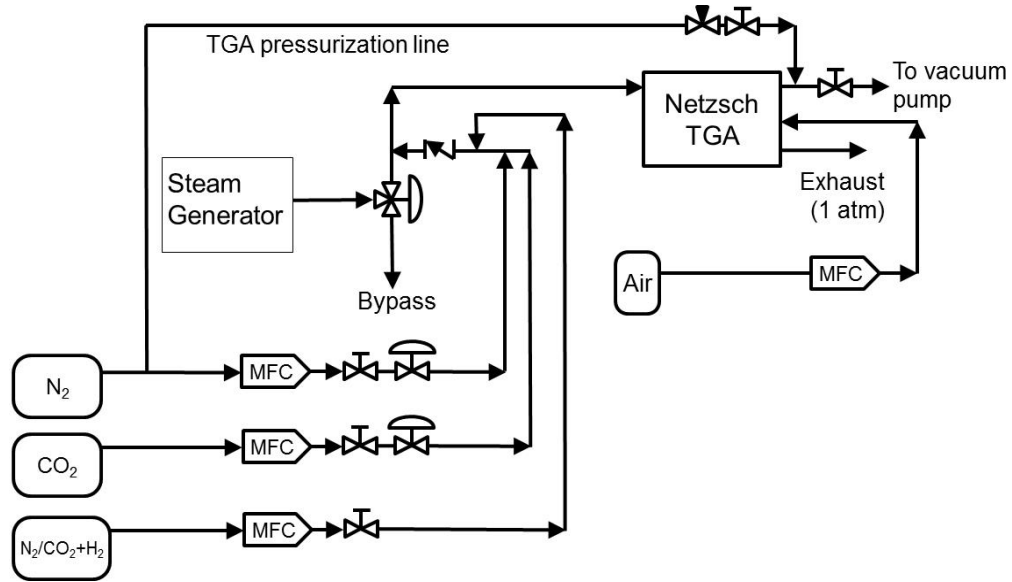 TGA pressurization line
To vacuum
pump
Netzsch
TGA
Steam
Generator
Exhaust
(1 atm)
Air
MFC
Bypass
N₂
MFC
CO₂
MFC
N₂/CO₂+H₂
MFC